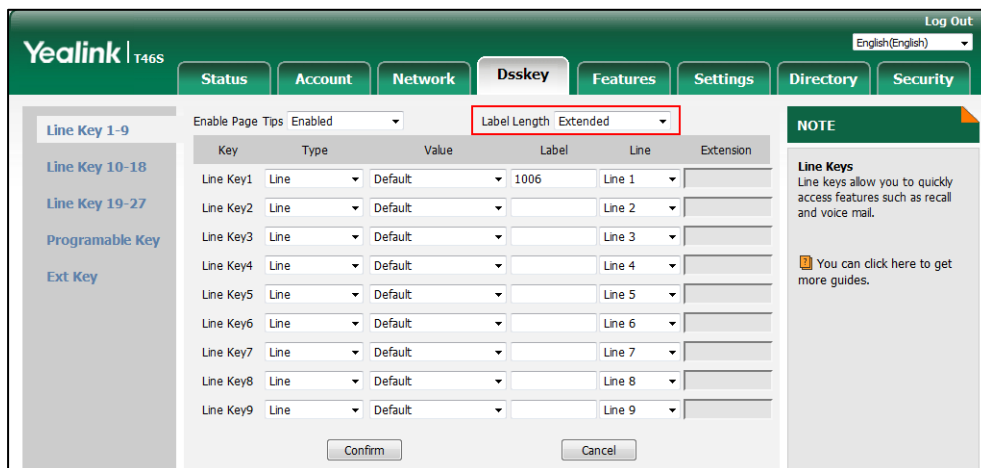 Log Out
Yealink T46S
English(English)
Status Account Network Dsskey Features Settings Directory Security
Line Key 1-9
Line Key 10-18
Line Key 19-27
Programable Key
Ext Key
Enable Page Tips Enabled Label Length Extended
Key Type Value Label Line Extension
Line Key1 Line Default 1006 Line 1
Line Key2 Line Default Line 2
Line Key3 Line Default Line 3
Line Key4 Line Default Line 4
Line Key5 Line Default Line 5
Line Key6 Line Default Line 6
Line Key7 Line Default Line 7
Line Key8 Line Default Line 8
Line Key9 Line Default Line 9
Confirm Cancel
NOTE
Line Keys
Line keys allow you to quickly
access features such as recall
and voice mail.
You can click here to get
more guides.